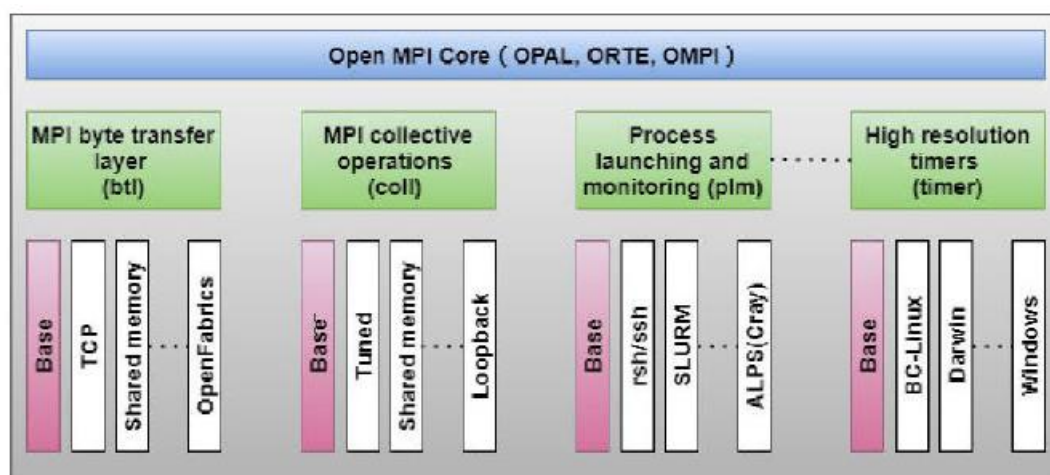 Open MPI Core ( OPAL, ORTE, OMPI )
MPI byte transfer
layer
(btl)
MPI collective
operations
(coll)
Process
launching and
monitoring (plm)
High resolution
timers
(timer)
Base
TCP
Shared memory
OpenFabrics
Base
Tuned
Shared memory
Loopback
Base
rsh/ssh
SLURM
ALPS(Cray)
Base
BC-Linux
Darwin
Windows